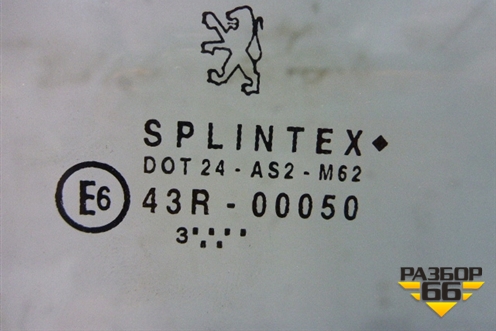 SPLINTEX◆
DOT 24 - AS2 - M62
E6
43R - 00050
3
РАЗБОР
66